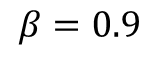 β = 0.9